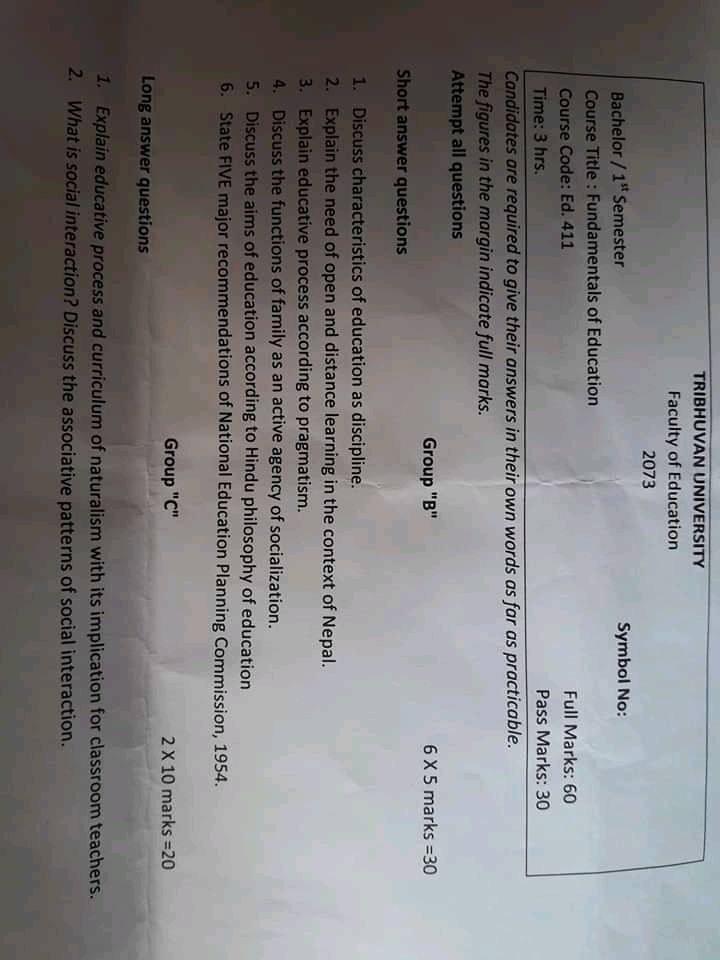 TRIBHUVAN UNIVERSITY
Faculty of Education
2073
Bachelor / 1st Semester
Symbol No:
Course Title : Fundamentals of Education
Course Code: Ed. 411
Full Marks: 60
Time: 3 hrs.
Pass Marks: 30
Candidates are required to give their answers in their own words as far as practicable.
The figures in the margin indicate full marks.
Attempt all questions
Group "B"
6 X 5 marks =30
Short answer questions
1. Discuss characteristics of education as discipline.
2. Explain the need of open and distance learning in the context of Nepal.
3. Explain educative process according to pragmatism.
4. Discuss the functions of family as an active agency of socialization.
5. Discuss the aims of education according to Hindu philosophy of education
6. State FIVE major recommendations of National Education Planning Commission, 1954.
Group "C"
2 X 10 marks =20
Long answer questions
1. Explain educative process and curriculum of naturalism with its implication for classroom teachers.
2. What is social interaction? Discuss the associative patterns of social interaction.